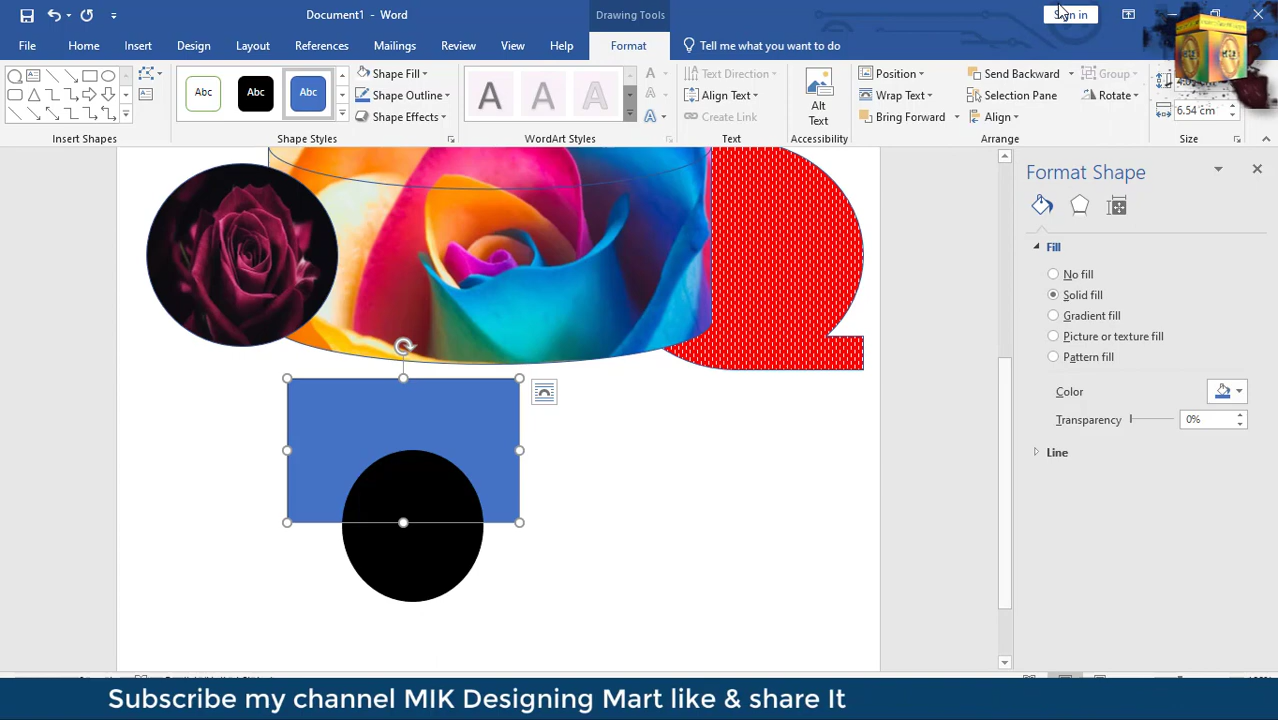 Document1 - Word
Drawing Tools
Sign in
File
Home
Insert
Design
Layout
References
Mailings
Review
View
Help
Format
Tell me what you want to do
Abc
Abc
Abc
Shape Fill
Shape Outline
Shape Effects
A
A
A
A
A
A
Text Direction
Align Text
Create Link
Alt
Text
Position
Wrap Text
Bring Forward
Send Backward
Selection Pane
Align
Group
Rotate
6.54 cm
Insert Shapes
Shape Styles
WordArt Styles
Text
Accessibility
Arrange
Size
Format Shape
Fill
No fill
Solid fill
Gradient fill
Picture or texture fill
Pattern fill
Color
Transparency
0%
Line
Subscribe my channel MIK Designing Mart like & share It